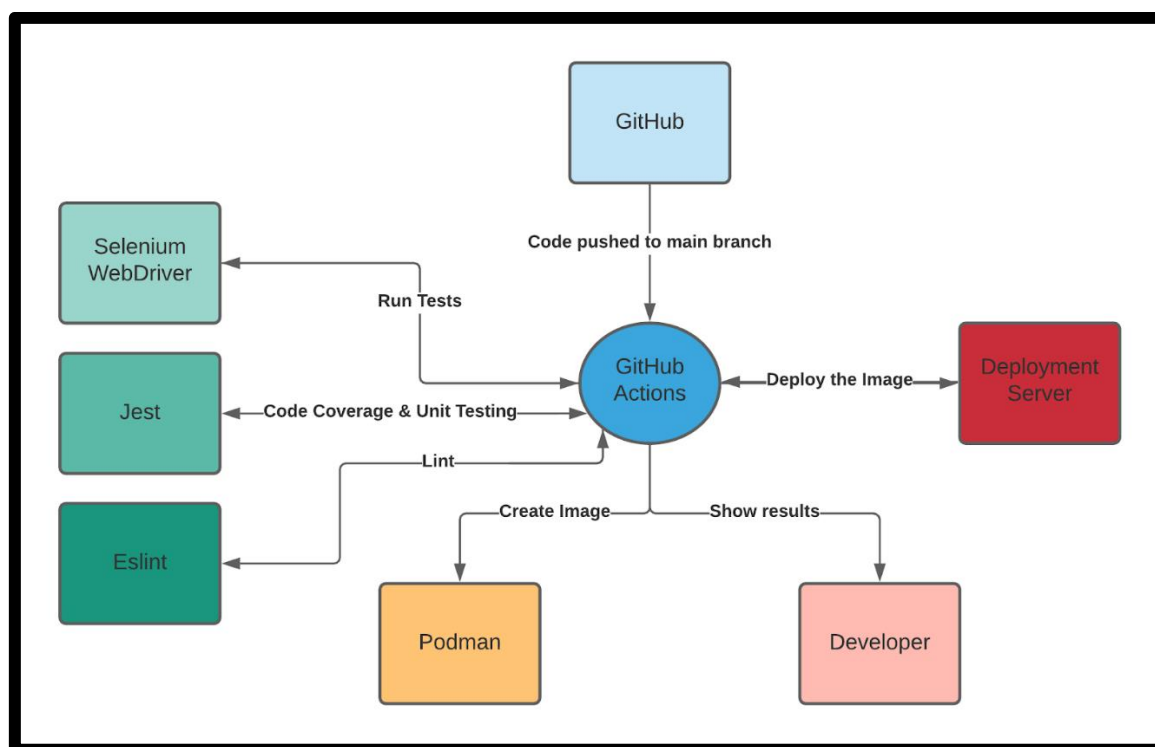 GitHub
Code pushed to main branch
Selenium
WebDriver
Run Tests
GitHub
Actions
Deploy the Image
Deployment
Server
Jest
Code Coverage & Unit Testing
Lint
Eslint
Create Image
Show results
Podman
Developer